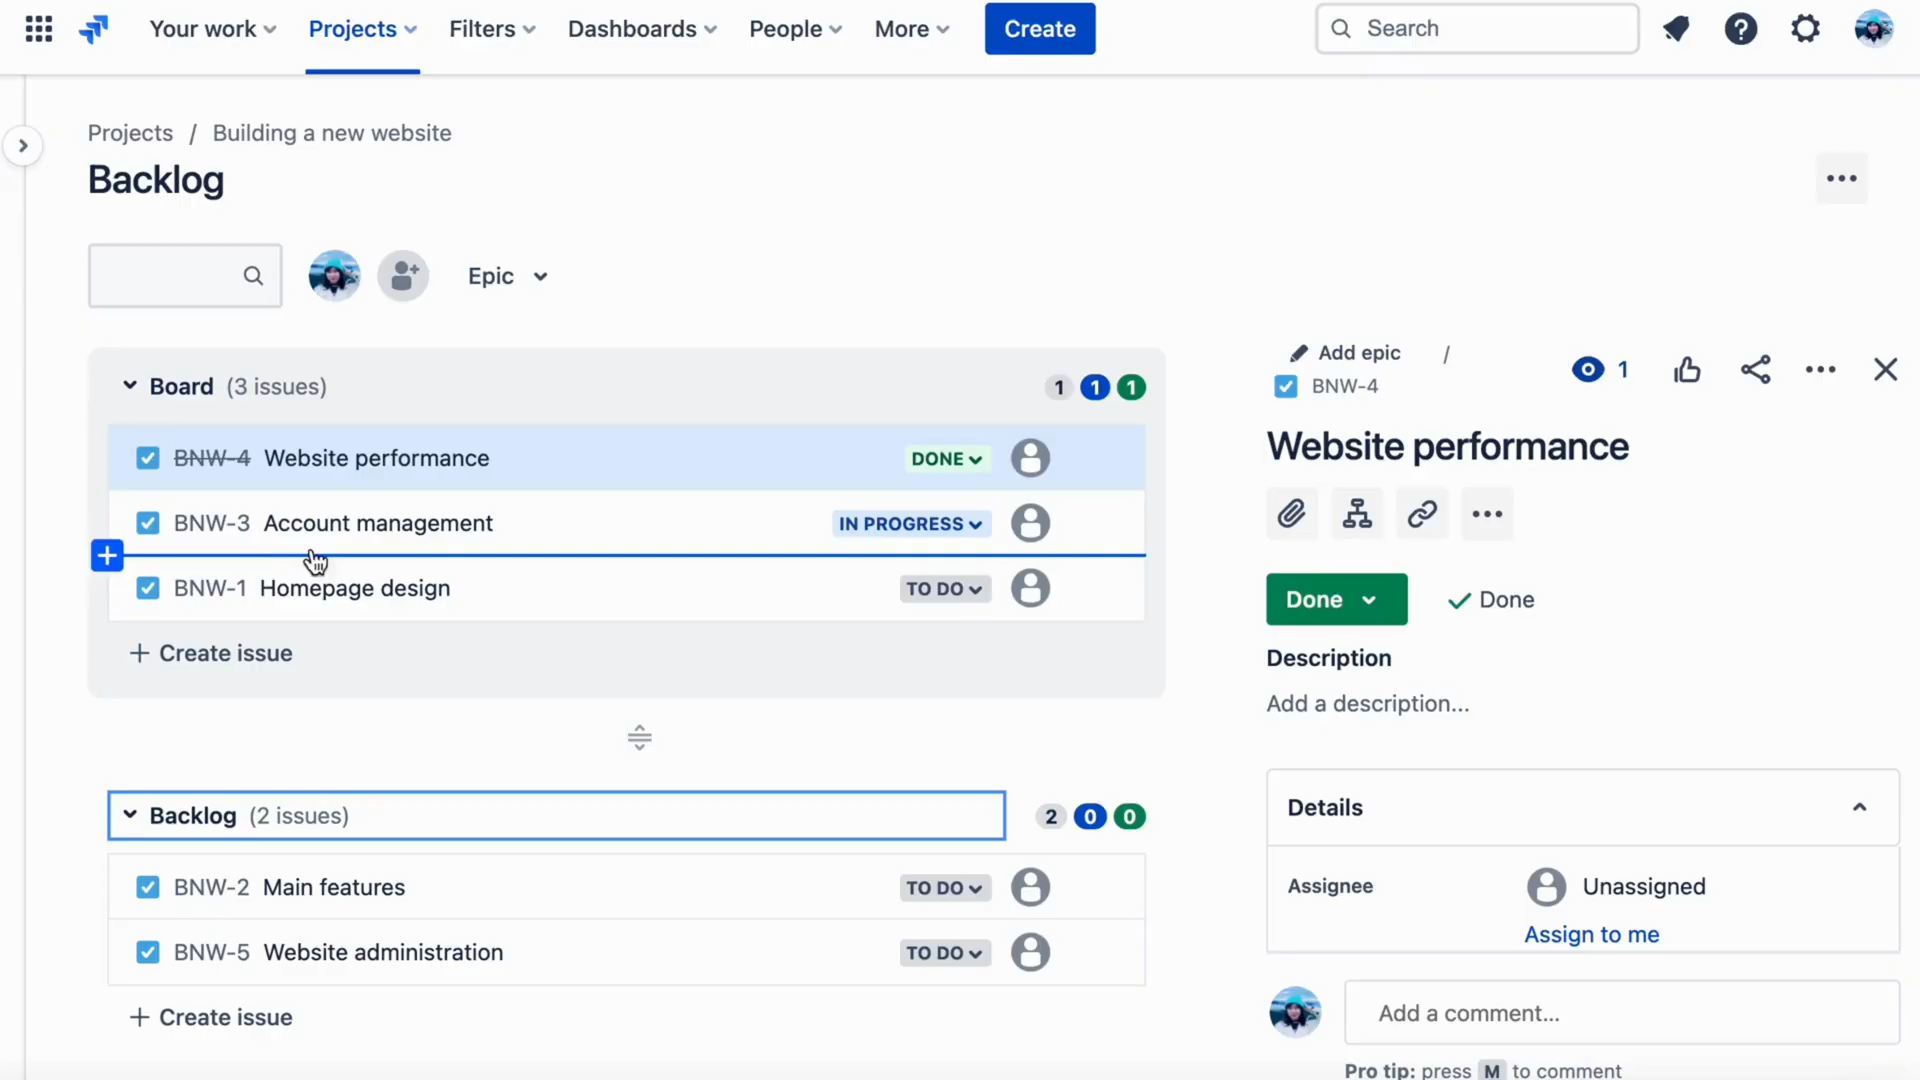 Your work Projects Filters Dashboards People More Create Search
Projects / Building a new website
Backlog
Epic
Board (3 issues) 1 1 1
BNW-4 Website performance DONE
BNW-3 Account management IN PROGRESS
BNW-1 Homepage design TO DO
+ Create issue
Backlog (2 issues) 2 0 0
BNW-2 Main features TO DO
BNW-5 Website administration TO DO
+ Create issue
Add epic /
BNW-4
1
Website performance
Done Done
Description
Add a description...
Details
Assignee Unassigned
Assign to me
Add a comment...
Pro tip: press M to comment